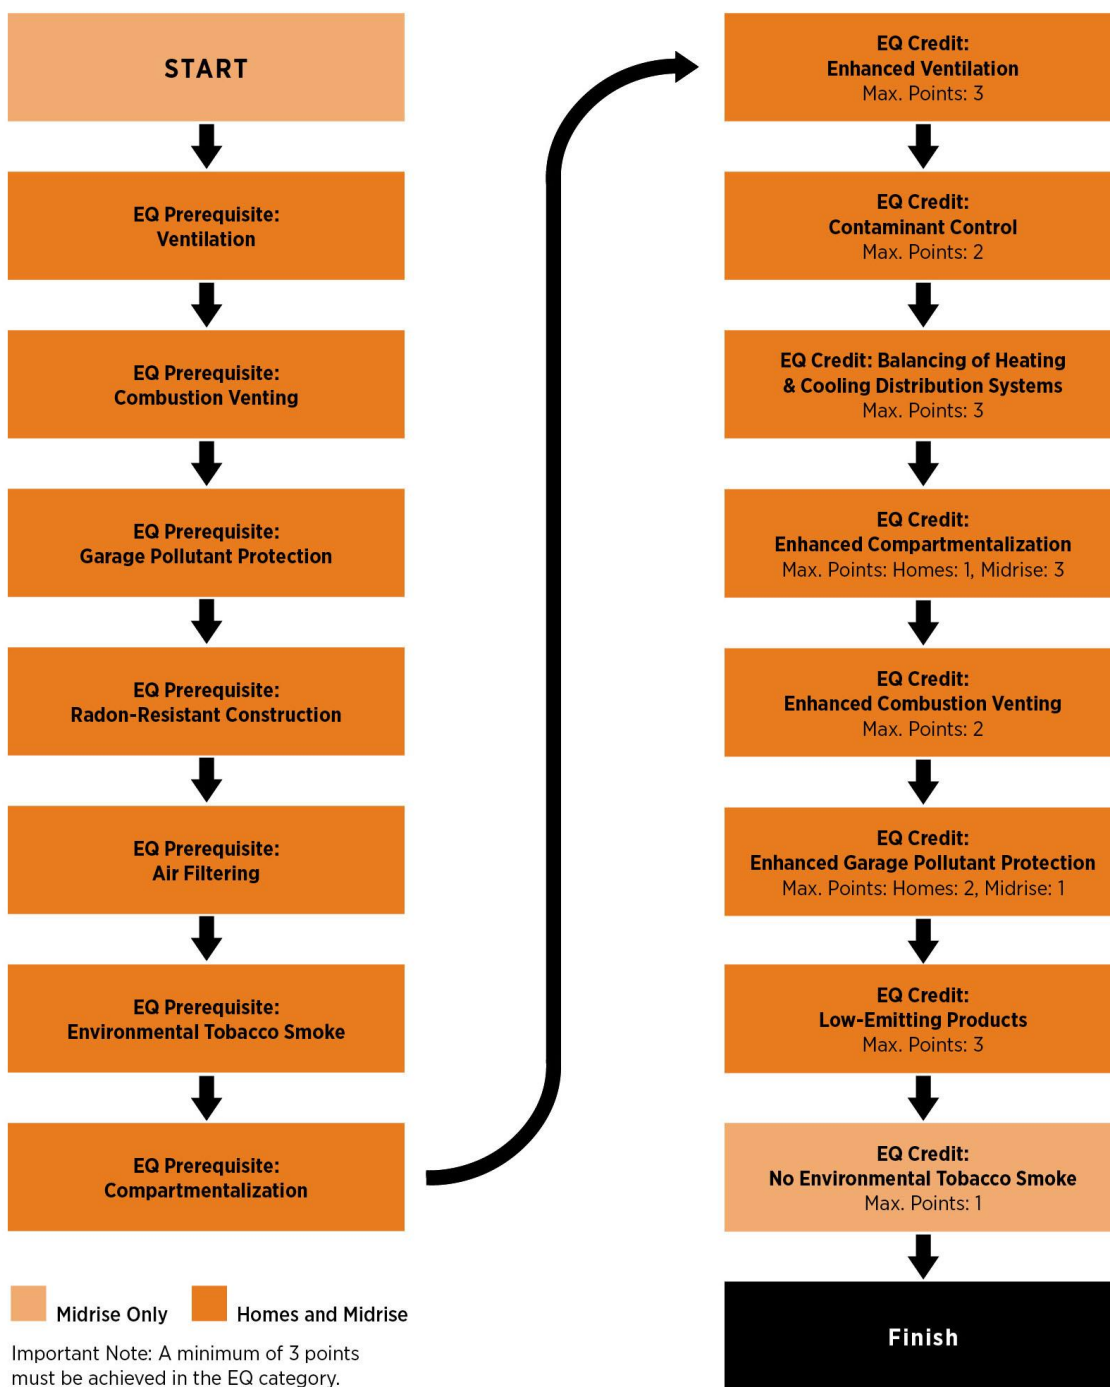 START
EQ Prerequisite:
Ventilation
EQ Prerequisite:
Combustion Venting
EQ Prerequisite:
Garage Pollutant Protection
EQ Prerequisite:
Radon-Resistant Construction
EQ Prerequisite:
Air Filtering
EQ Prerequisite:
Environmental Tobacco Smoke
EQ Prerequisite:
Compartmentalization
EQ Credit:
Enhanced Ventilation
Max. Points: 3
EQ Credit:
Contaminant Control
Max. Points: 2
EQ Credit: Balancing of Heating
& Cooling Distribution Systems
Max. Points: 3
EQ Credit:
Enhanced Compartmentalization
Max. Points: Homes: 1, Midrise: 3
EQ Credit:
Enhanced Combustion Venting
Max. Points: 2
EQ Credit:
Enhanced Garage Pollutant Protection
Max. Points: Homes: 2, Midrise: 1
EQ Credit:
Low-Emitting Products
Max. Points: 3
EQ Credit:
No Environmental Tobacco Smoke
Max. Points: 1
Finish
Midrise Only
Homes and Midrise
Important Note: A minimum of 3 points
must be achieved in the EQ category.